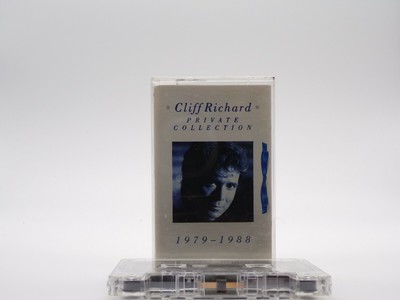 Cliff Richard
PRIVATE
COLLECTION
1979–1988